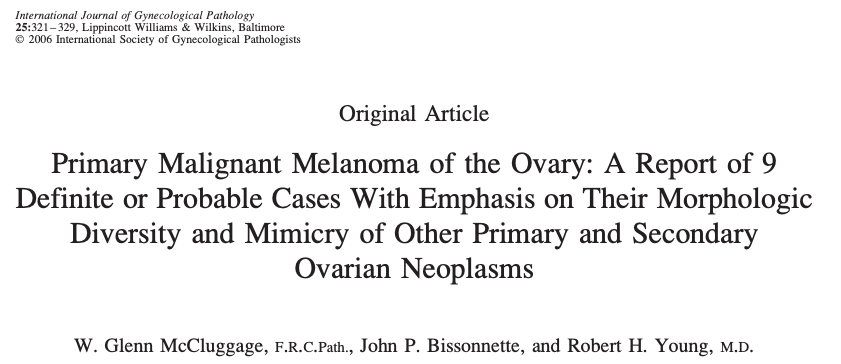 International Journal of Gynecological Pathology
25:321–329, Lippincott Williams & Wilkins, Baltimore
© 2006 International Society of Gynecological Pathologists
Original Article
Primary Malignant Melanoma of the Ovary: A Report of 9
Definite or Probable Cases With Emphasis on Their Morphologic
Diversity and Mimicry of Other Primary and Secondary
Ovarian Neoplasms
W. Glenn McCluggage, F.R.C.Path., John P. Bissonnette, and Robert H. Young, M.D.